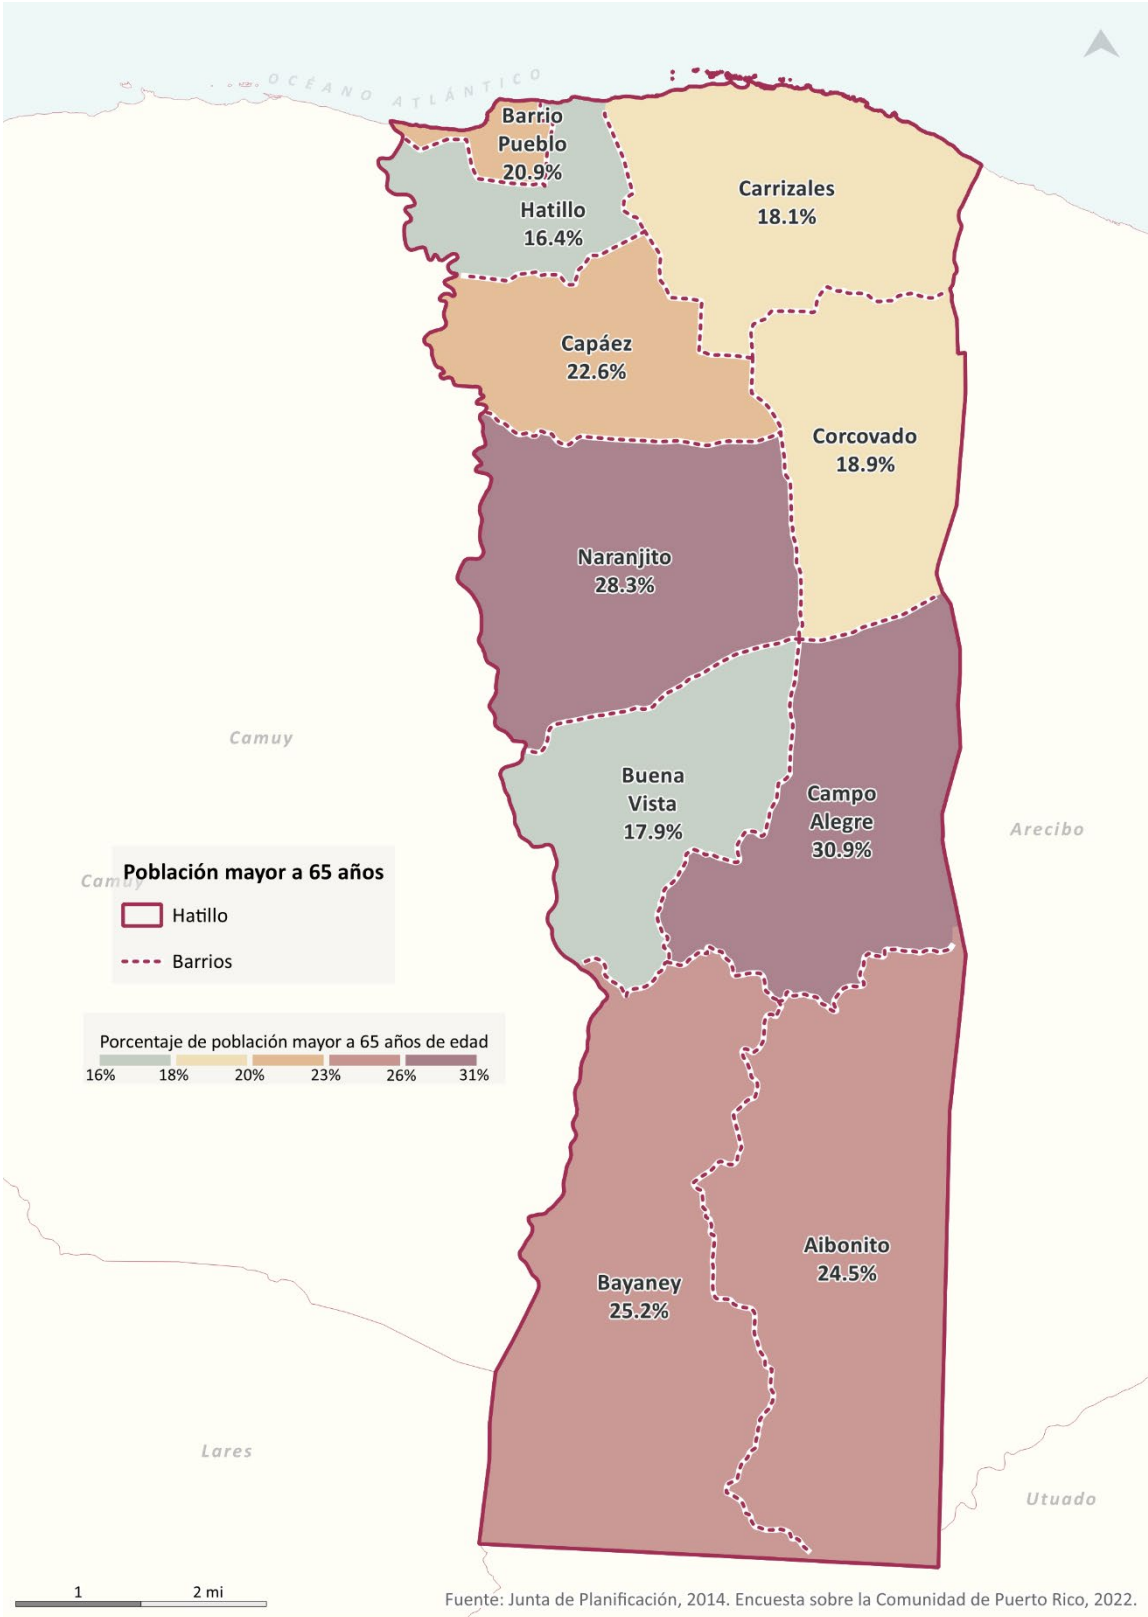 OCÉANO ATLÁNTICO
Barrio
Pueblo
20.9%
Hatillo
16.4%
Carrizales
18.1%
Capáez
22.6%
Corcovado
18.9%
Naranjito
28.3%
Camuy
Buena
Vista
17.9%
Campo
Alegre
30.9%
Arecibo
Camuy
Población mayor a 65 años
Hatillo
Barrios
Porcentaje de población mayor a 65 años de edad
16% 18% 20% 23% 26% 31%
Aibonito
24.5%
Bayaney
25.2%
Lares
Utuado
1 2 mi
Fuente: Junta de Planificación, 2014. Encuesta sobre la Comunidad de Puerto Rico, 2022.